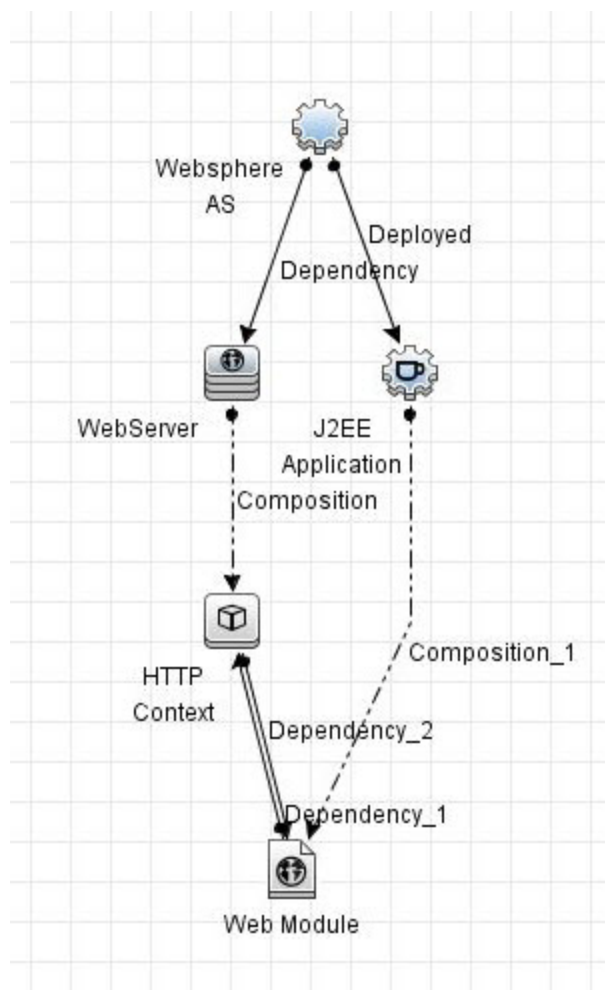 Websphere
AS
Deployed
Dependency
WebServer
J2EE
Application
Composition
HTTP
Context
Composition_1
Dependency_2
Dependency_1
Web Module